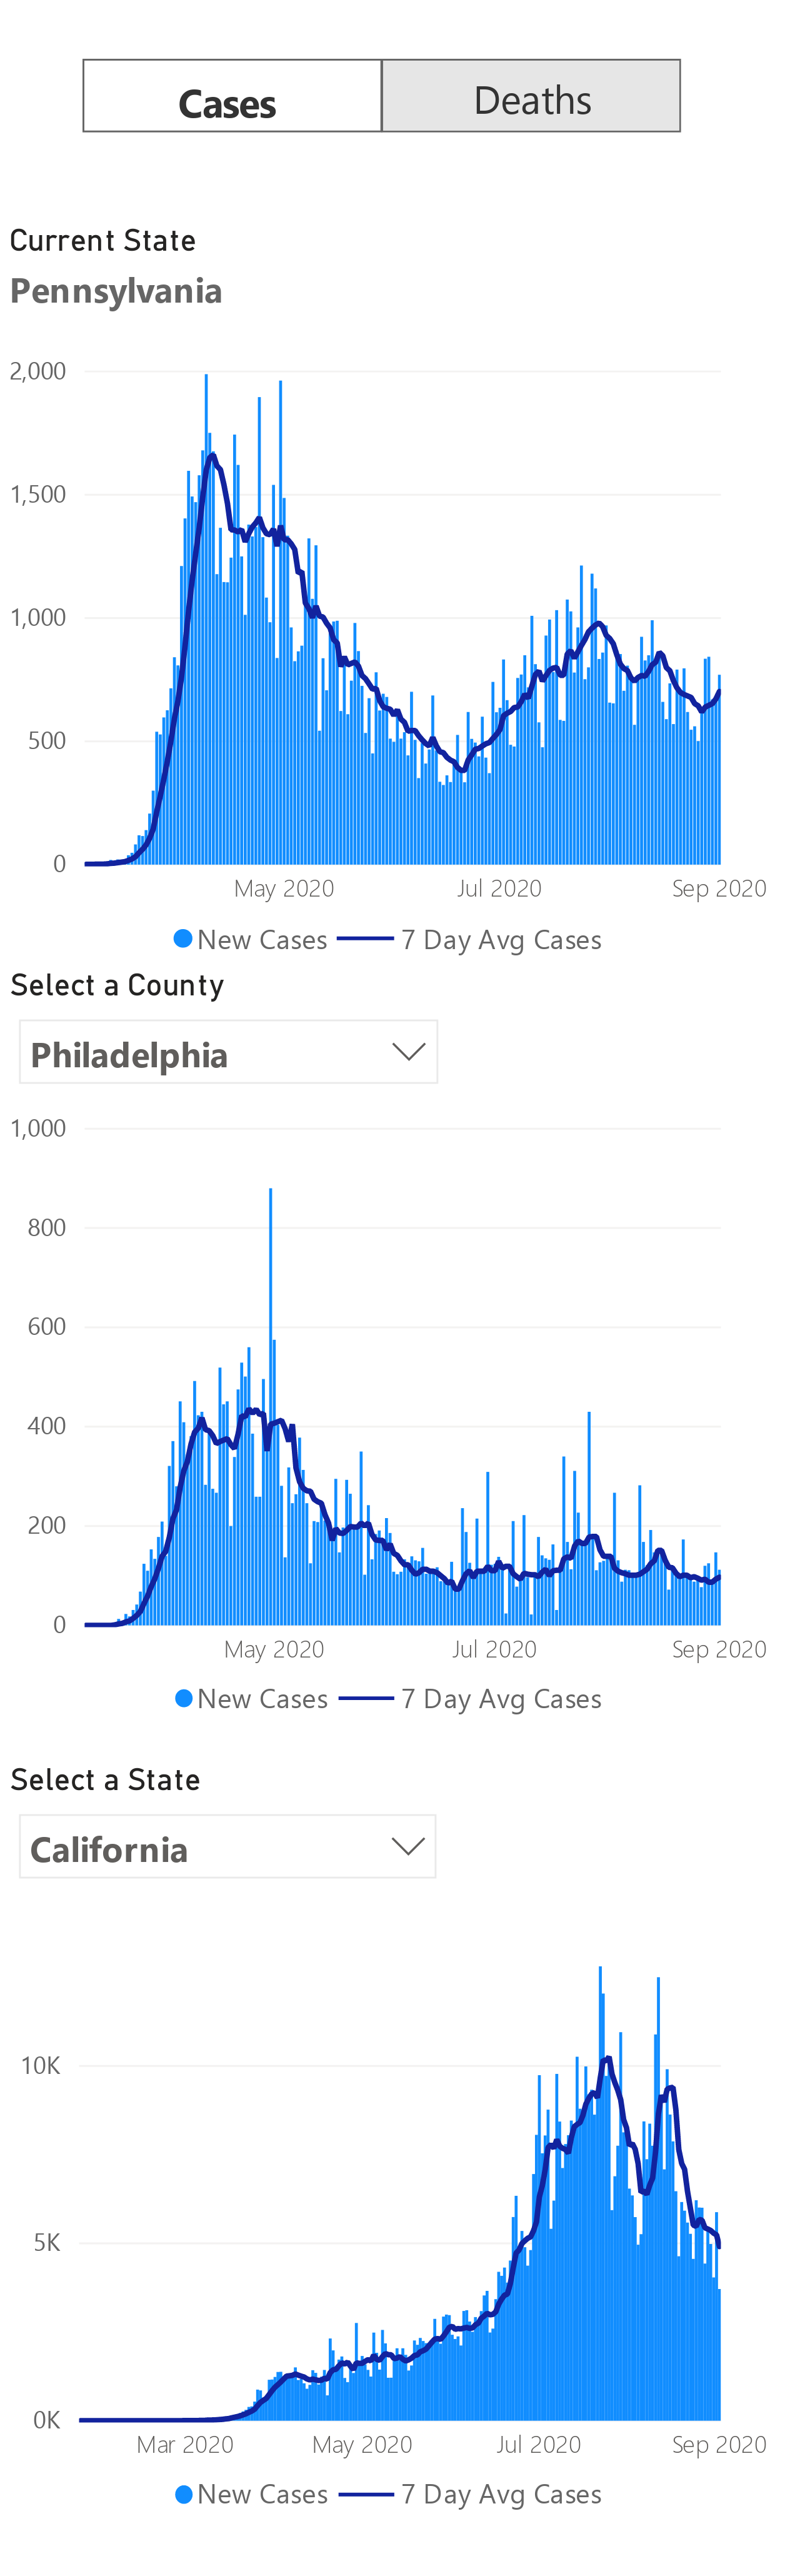 Cases Deaths
Current State
Pennsylvania
2,000
1,500
1,000
500
0
May 2020 Jul 2020 Sep 2020
New Cases 7 Day Avg Cases
Select a County
Philadelphia
1,000
800
600
400
200
0
May 2020 Jul 2020 Sep 2020
New Cases 7 Day Avg Cases
Select a State
California
10K
5K
0K
Mar 2020 May 2020 Jul 2020 Sep 2020
New Cases 7 Day Avg Cases